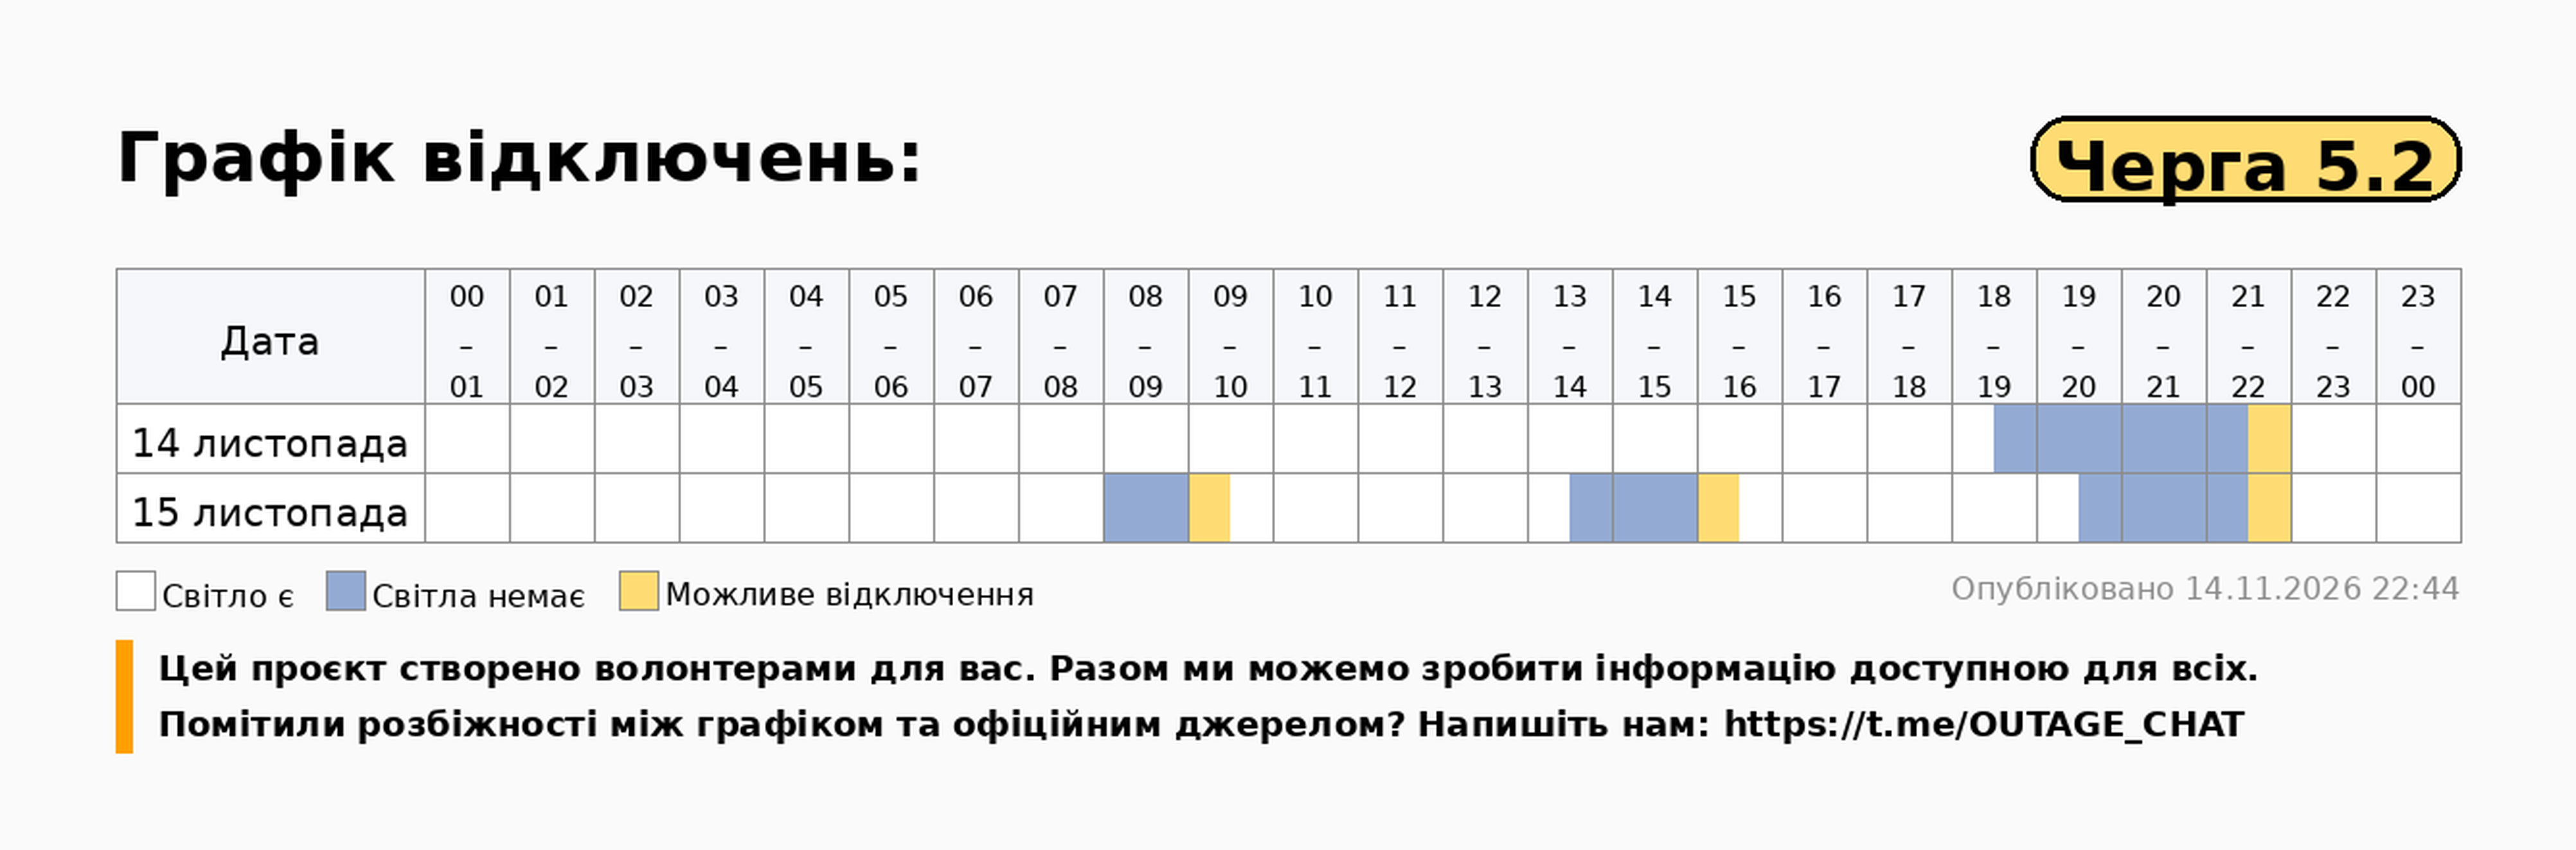 Графік відключень:
Черга 5.2
Дата
00 – 01
01 – 02
02 – 03
03 – 04
04 – 05
05 – 06
06 – 07
07 – 08
08 – 09
09 – 10
10 – 11
11 – 12
12 – 13
13 – 14
14 – 15
15 – 16
16 – 17
17 – 18
18 – 19
19 – 20
20 – 21
21 – 22
22 – 23
23 – 00
14 листопада
15 листопада
Світло є
Світла немає
Можливе відключення
Опубліковано 14.11.2026 22:44
Цей проєкт створено волонтерами для вас. Разом ми можемо зробити інформацію доступною для всіх.
Помітили розбіжності між графіком та офіційним джерелом? Напишіть нам: https://t.me/OUTAGE_CHAT